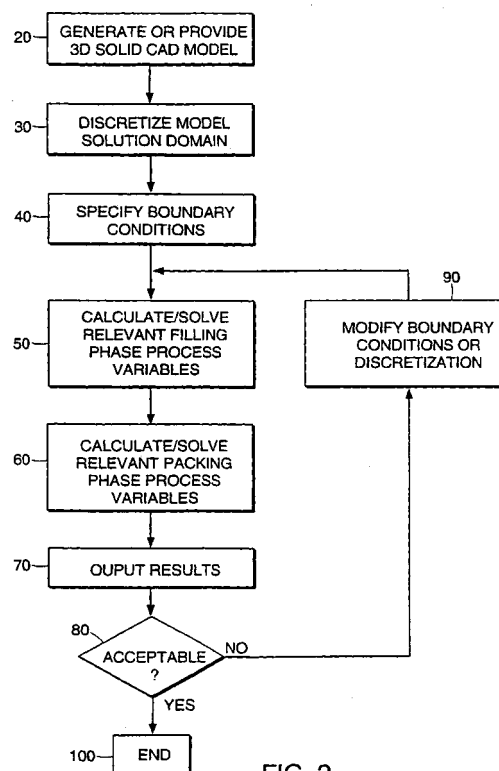 20
GENERATE OR PROVIDE
3D SOLID CAD MODEL
30
DISCRETIZE MODEL
SOLUTION DOMAIN
40
SPECIFY BOUNDARY
CONDITIONS
90
MODIFY BOUNDARY
CONDITIONS OR
DISCRETIZATION
50
CALCULATE/SOLVE
RELEVANT FILLING
PHASE PROCESS
VARIABLES
60
CALCULATE/SOLVE
RELEVANT PACKING
PHASE PROCESS
VARIABLES
70
OUPUT RESULTS
80
ACCEPTABLE
?
NO
YES
100
END